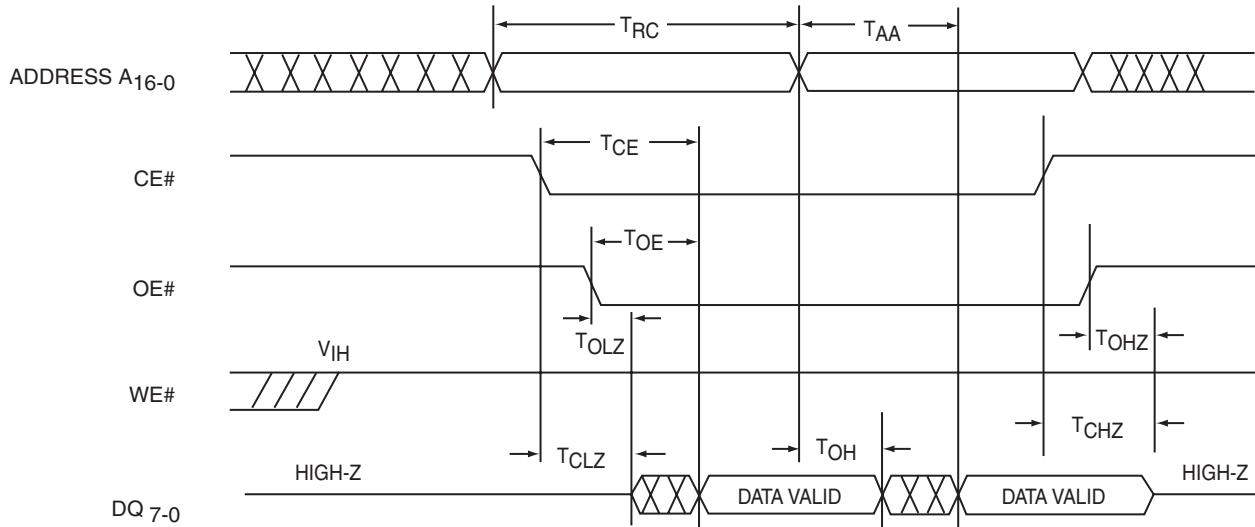 TRC
TAA
ADDRESS A16-0
TCE
CE#
TOE
OE#
TOLZ
TOHZ
VIH
WE#
TCLZ
TOH
TCHZ
HIGH-Z
DATA VALID
DATA VALID
HIGH-Z
DQ 7-0